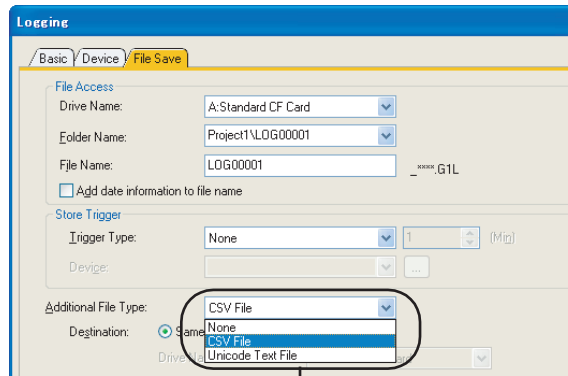 Logging
Basic Device File Save
File Access
Drive Name: A:Standard CF Card
Folder Name: Project1\LOG00001
File Name: LOG00001 _****.G1L
Add date information to file name
Store Trigger
Trigger Type: None 1 (Min)
Device: ...
Additional File Type: CSV File
Destination: Same
None
CSV File
Unicode Text File
Drive